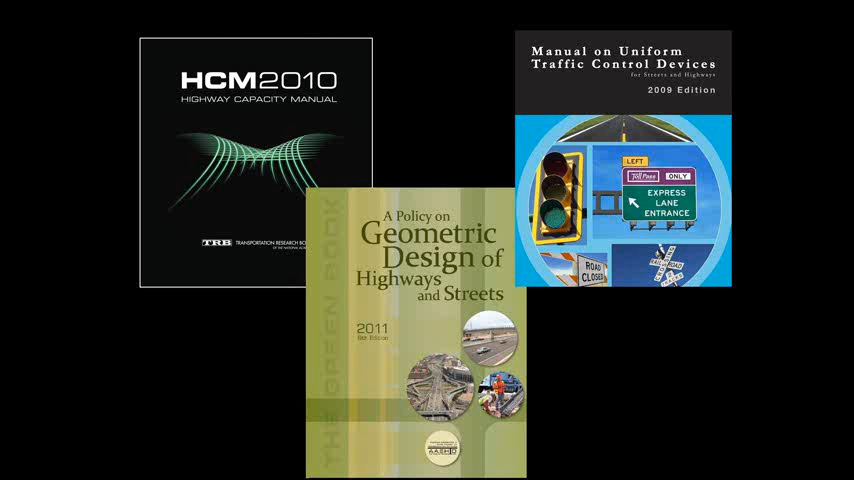 HCM2010
HIGHWAY CAPACITY MANUAL
TRB TRANSPORTATION RESEARCH
Manual on Uniform
Traffic Control Devices
for Streets and Highways
2009 Edition
LEFT
Toll Pass ONLY
EXPRESS
LANE
ENTRANCE
ROAD
CLOSED
THE GREEN BOOK
A Policy on
Geometric
Design of
Highways
and Streets
2011
6th Edition
AASHTO